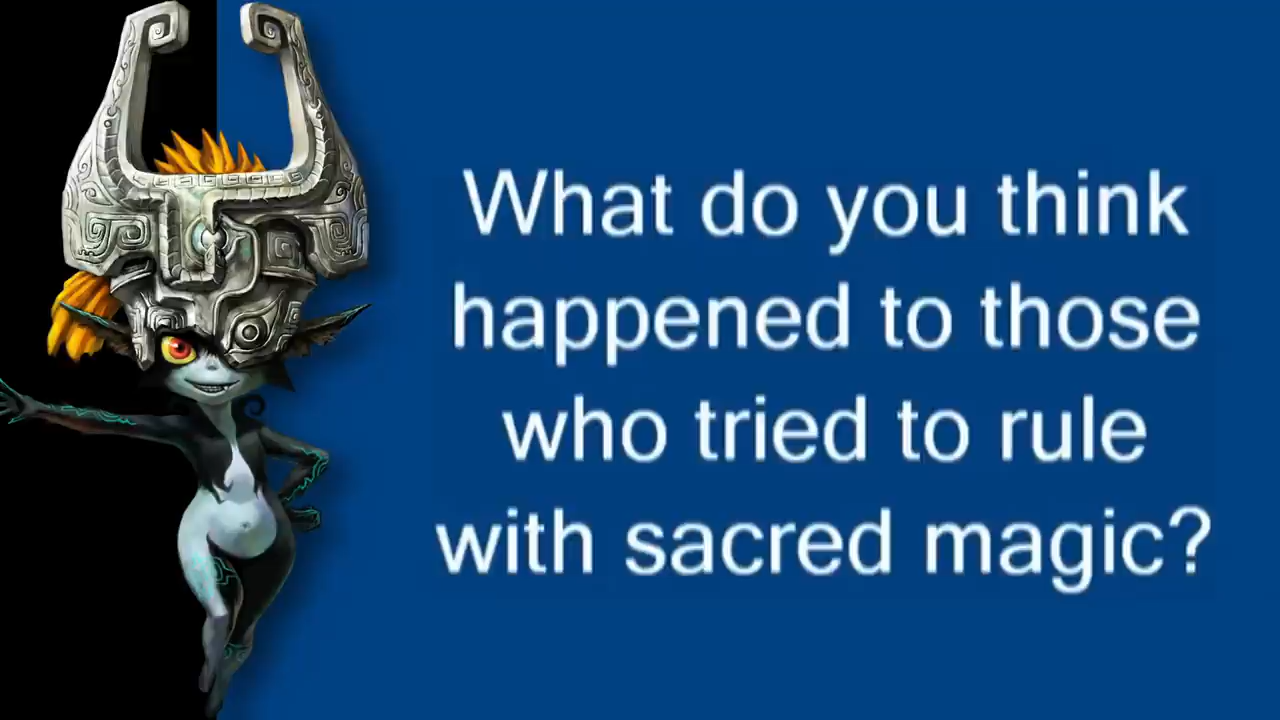 What do you think
happened to those
who tried to rule
with sacred magic?